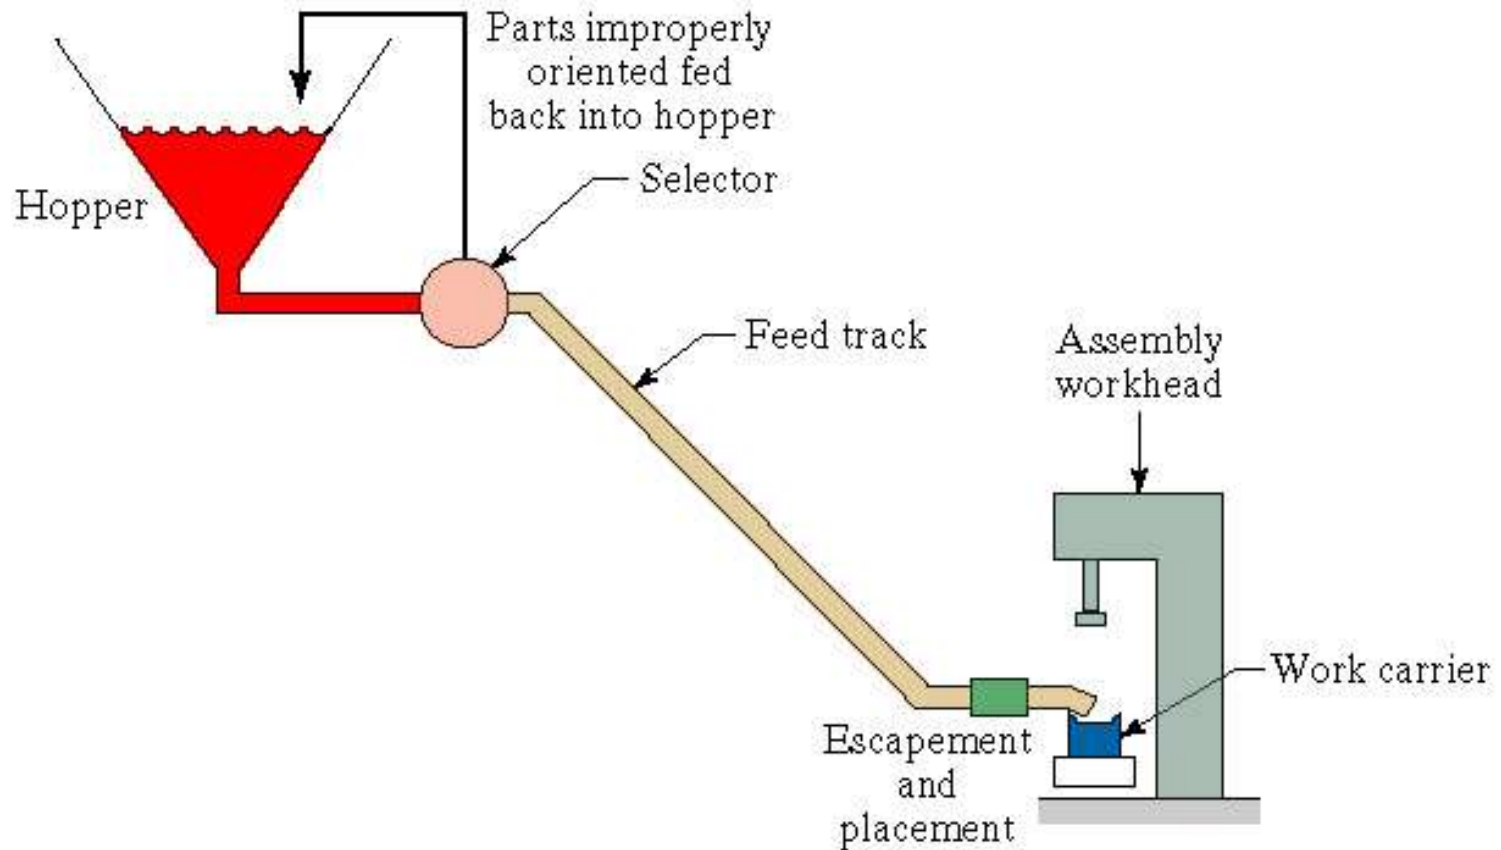 Parts improperly
oriented fed
back into hopper
Selector
Hopper
Feed track
Assembly
workhead
Work carrier
Escapement
and
placement